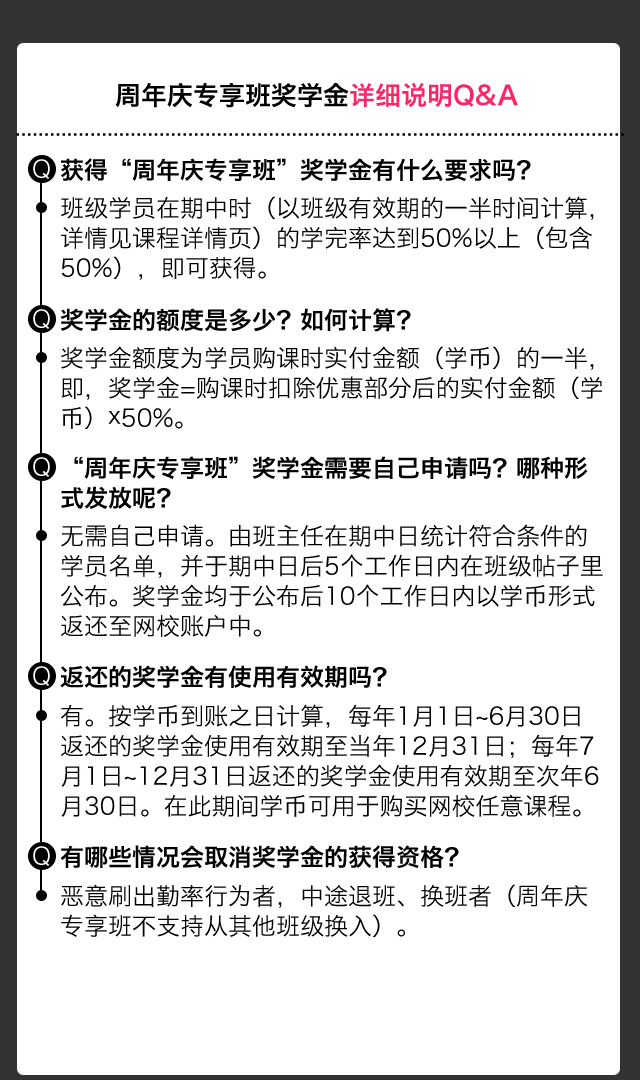 周年庆专享班奖学金详细说明Q&A
Q 获得“周年庆专享班”奖学金有什么要求吗？
班级学员在期中时（以班级有效期的一半时间计算，
详情见课程详情页）的学完率达到50%以上（包含
50%），即可获得。
Q 奖学金的额度是多少？如何计算？
奖学金额度为学员购课时实付金额（学币）的一半，
即，奖学金=购课时扣除优惠部分后的实付金额（学
币）x50%。
Q “周年庆专享班”奖学金需要自己申请吗？哪种形
式发放呢？
无需自己申请。由班主任在期中日统计符合条件的
学员名单，并于期中日后5个工作日内在班级帖子里
公布。奖学金均于公布后10个工作日内以学币形式
返还至网校账户中。
Q 返还的奖学金有使用有效期吗？
有。按学币到账之日计算，每年1月1日~6月30日
返还的奖学金使用有效期至当年12月31日；每年7
月1日~12月31日返还的奖学金使用有效期至次年6
月30日。在此期间学币可用于购买网校任意课程。
Q 有哪些情况会取消奖学金的获得资格？
恶意刷出勤率行为者，中途退班、换班者（周年庆
专享班不支持从其他班级换入）。